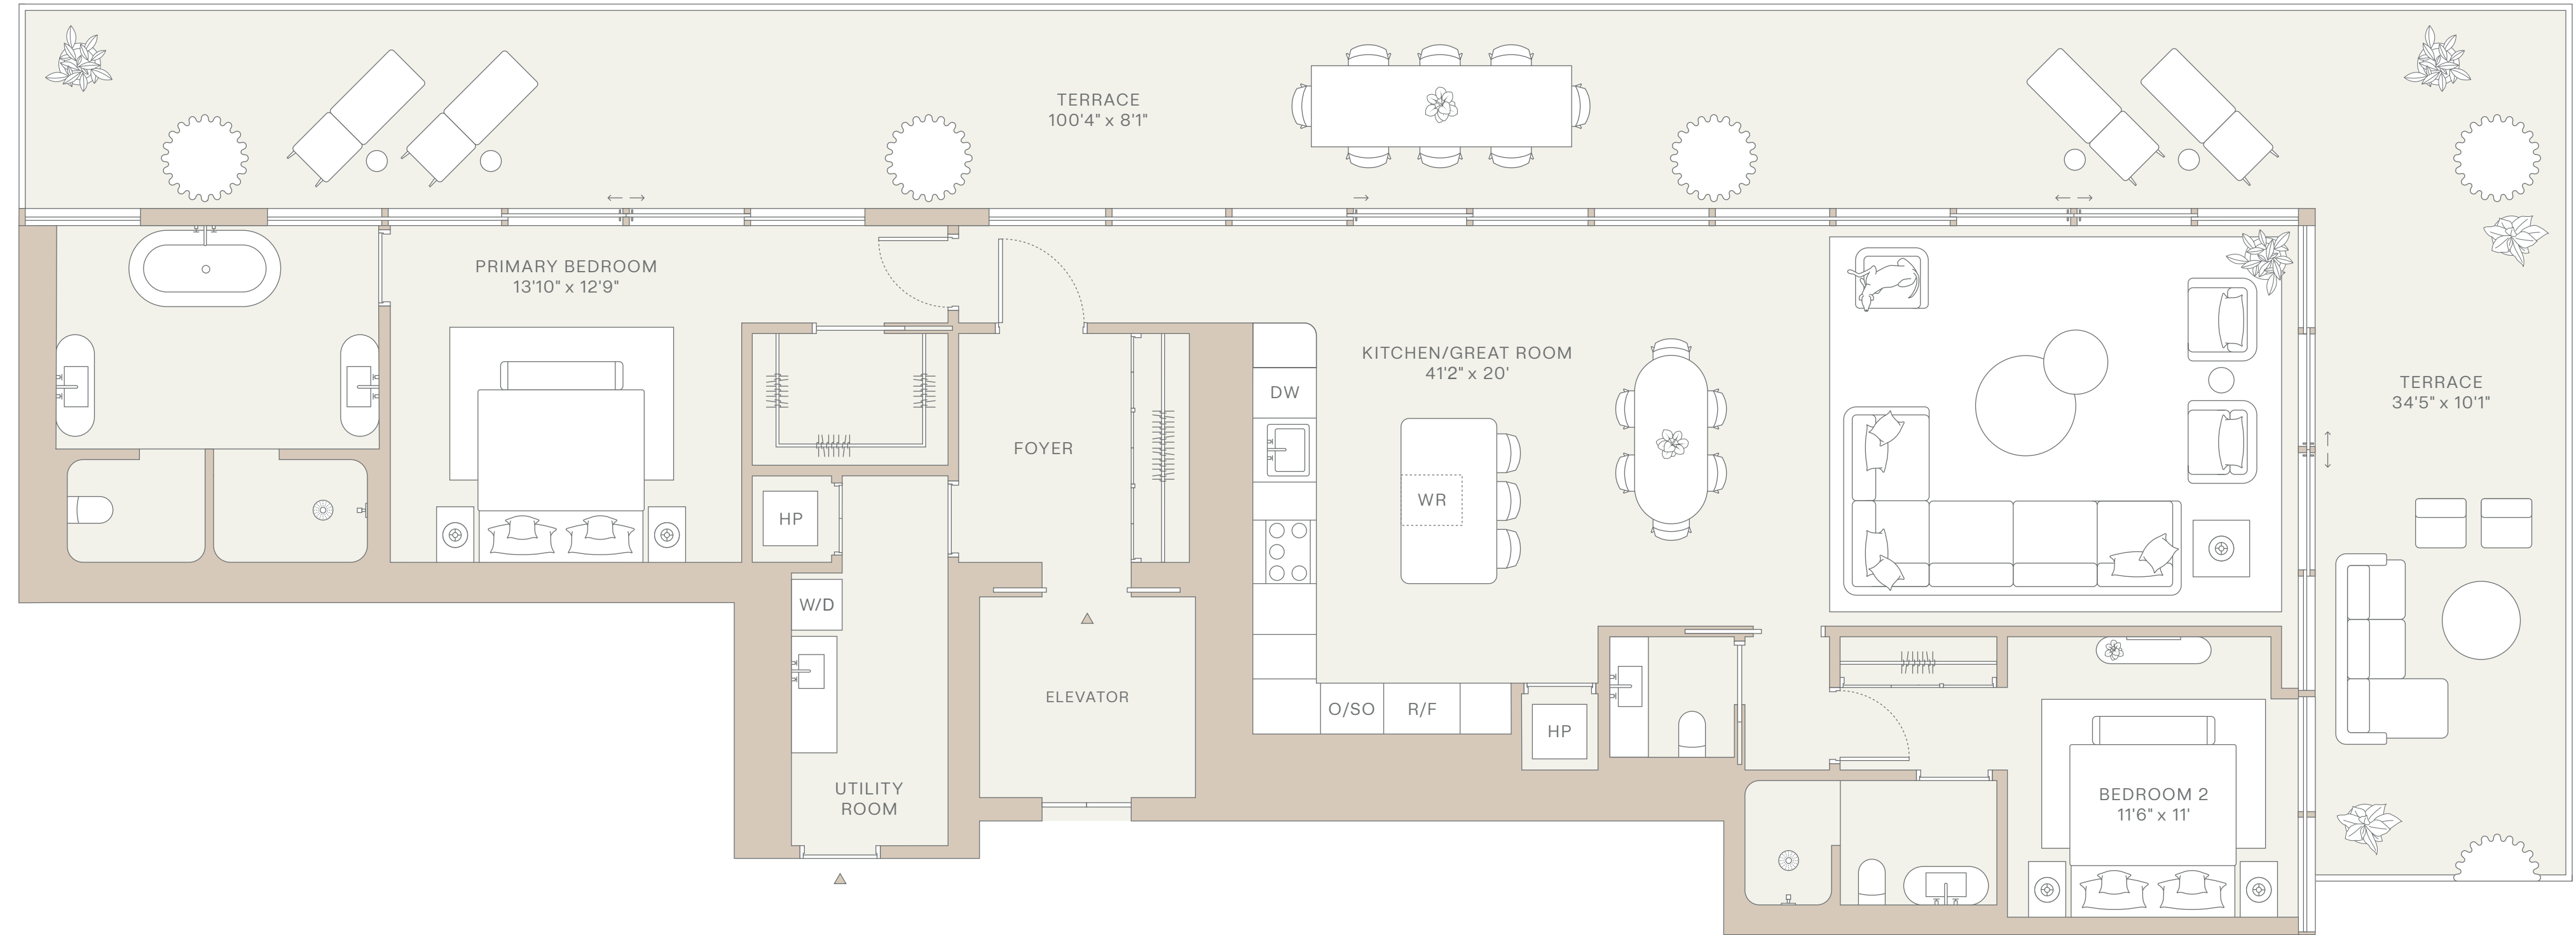 TERRACE
100'4" x 8'1"
PRIMARY BEDROOM
13'10" x 12'9"
KITCHEN/GREAT ROOM
41'2" x 20'
TERRACE
34'5" x 10'1"
DW
FOYER
WR
HP
W/D
ELEVATOR
O/SO
R/F
HP
UTILITY
ROOM
BEDROOM 2
11'6" x 11'